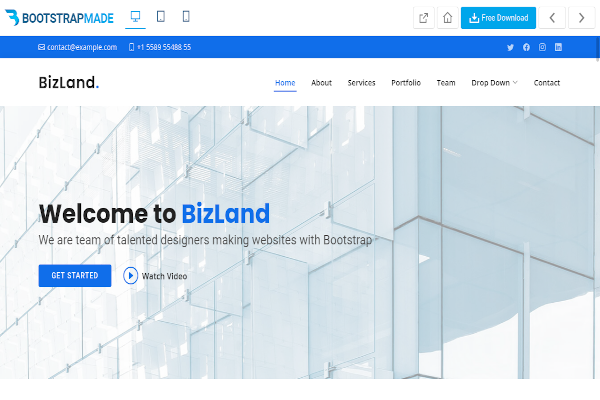 BOOTSTRAPMADE
Free Download
contact@example.com +1 5589 55488 55
BizLand.
Home About Services Portfolio Team Drop Down Contact
Welcome to BizLand
We are team of talented designers making websites with Bootstrap
GET STARTED Watch Video